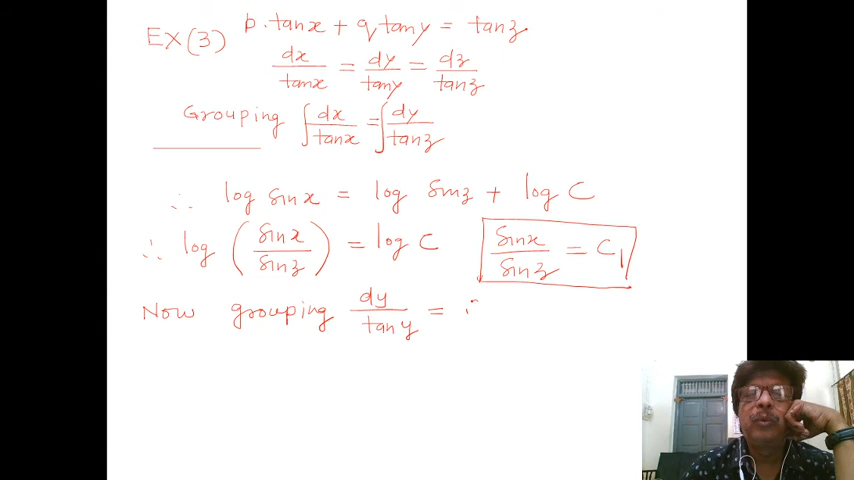 EX(3) p.tanx + q tany = tanz
dx/tanx = dy/tany = dz/tanz
Grouping ∫ dx/tanx = ∫ dy/tanz
∴ log sinx = log sinz + log C
∴ log (sinx/sinz) = log C   sinx/sinz = C₁
Now grouping dy/tany =